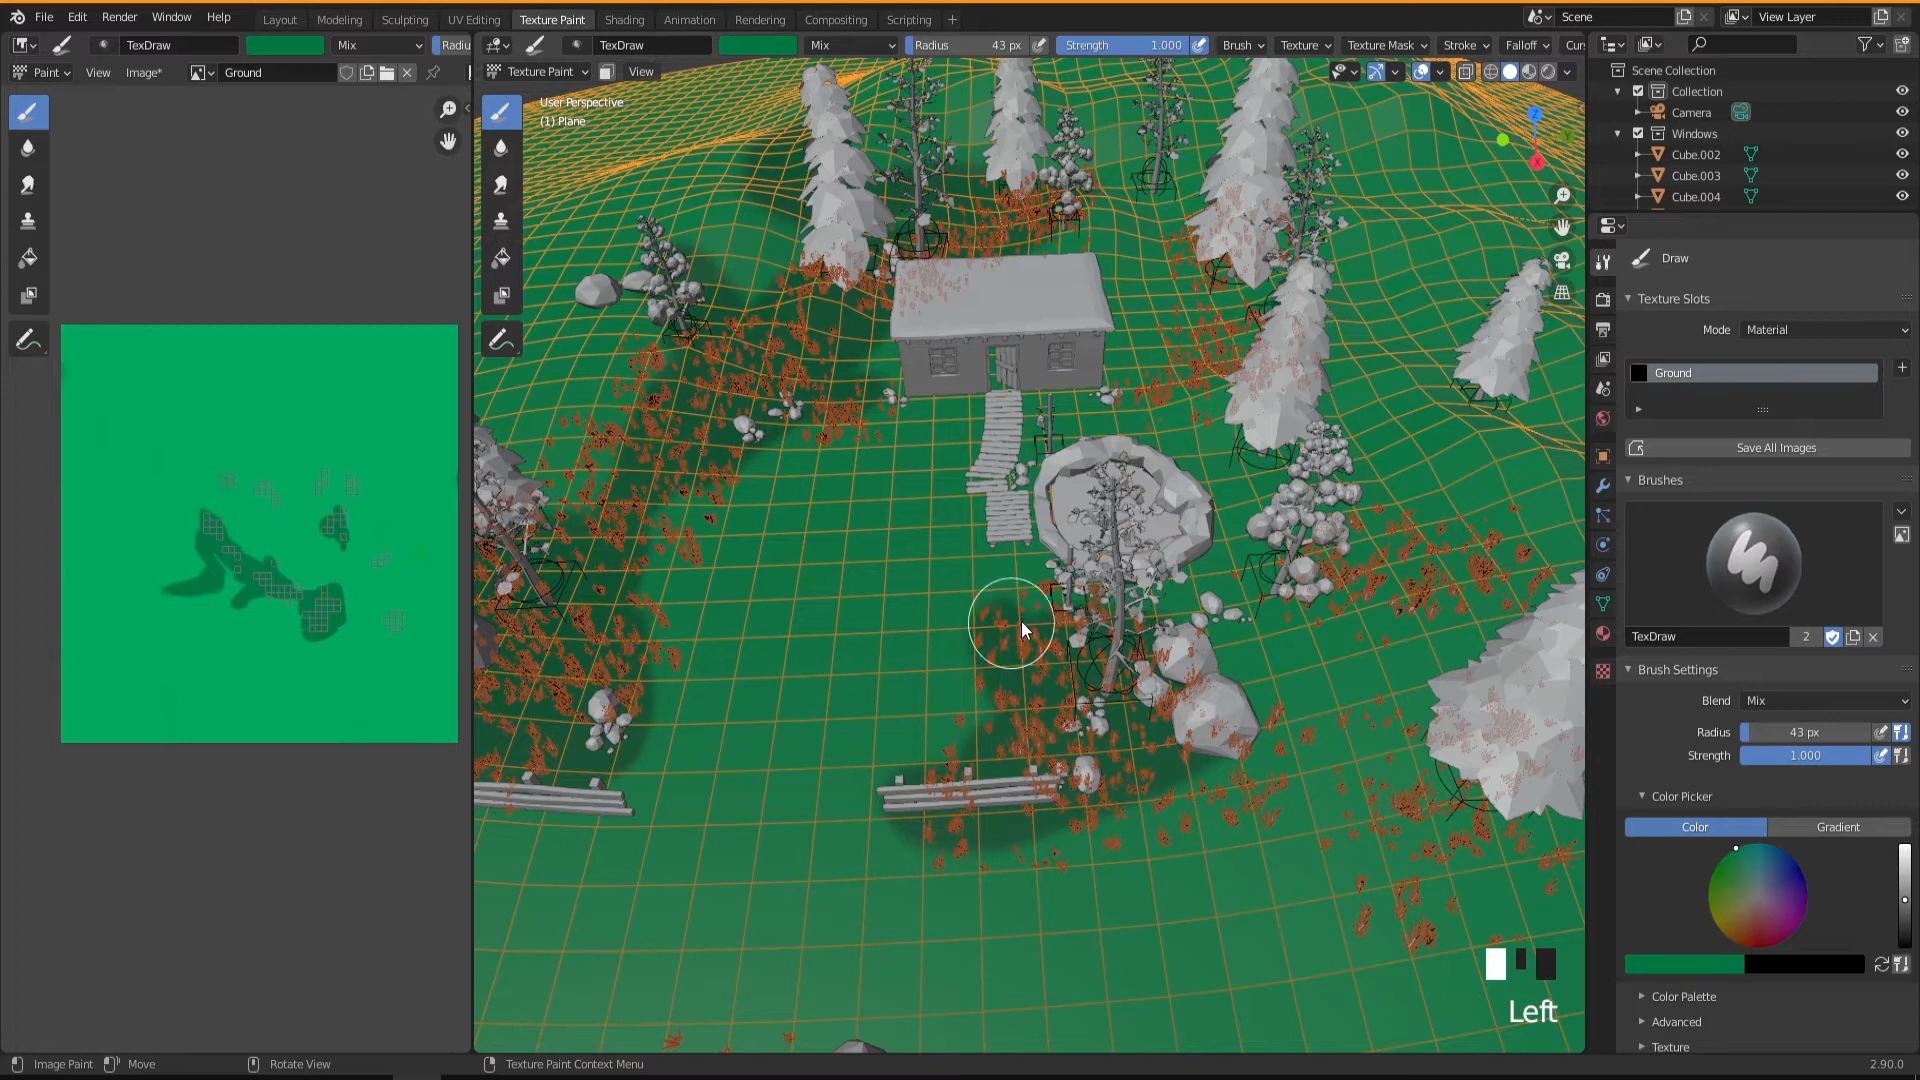 File Edit Render Window Help Layout Modeling Sculpting UV Editing Texture Paint Shading Animation Rendering Compositing Scripting + Scene View Layer
TexDraw Mix Radiu TexDraw Mix Radius 43 px Strength 1.000 Brush Texture Texture Mask Stroke Falloff Cur
Paint View Image* Ground Texture Paint View
User Perspective
(1) Plane
Scene Collection
Collection
Camera
Windows
Cube.002
Cube.003
Cube.004
Draw
Texture Slots
Mode Material
Ground
Save All Images
Brushes
TexDraw 2
Brush Settings
Blend Mix
Radius 43 px
Strength 1.000
Color Picker
Color Gradient
Color Palette
Advanced
Texture
Left
Image Paint Move Rotate View Texture Paint Context Menu 2.90.0